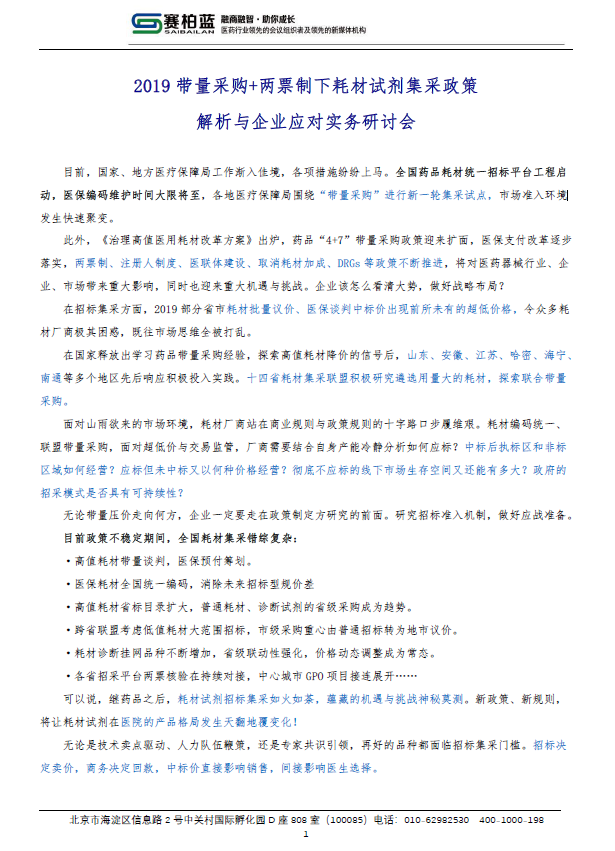 赛柏蓝
SAIBAILAN
融商融智·助你成长
医药行业领先的会议组织者及领先的新媒体机构
2019 带量采购+两票制下耗材试剂集采政策
解析与企业应对实务研讨会
目前，国家、地方医疗保障局工作渐入佳境，各项措施纷纷上马。全国药品耗材统一招标平台工程启
动，医保编码维护时间大限将至，各地医疗保障局围绕“带量采购”进行新一轮集采试点，市场准入环境
发生快速聚变。
此外，《治理高值医用耗材改革方案》出炉，药品“4+7”带量采购政策迎来扩面，医保支付改革逐步
落实，两票制、注册人制度、医联体建设、取消耗材加成、DRGs 等政策不断推进，将对医药器械行业、企
业、市场带来重大影响，同时也迎来重大机遇与挑战。企业该怎么看清大势，做好战略布局？
在招标集采方面，2019 部分省市耗材批量议价、医保谈判中标价出现前所未有的超低价格，令众多耗
材厂商极其困惑，既往市场思维全被打乱。
在国家释放出学习药品带量采购经验，探索高值耗材降价的信号后，山东、安徽、江苏、哈密、海宁、
南通等多个地区先后响应积极投入实践。十四省耗材集采联盟积极研究遴选用量大的耗材，探索联合带量
采购。
面对山雨欲来的市场环境，耗材厂商站在商业规则与政策规则的十字路口步履维艰。耗材编码统一、
联盟带量采购，面对超低价与交易监管，厂商需要结合自身产能冷静分析如何应标？中标后执标区和非标
区域如何经营？应标但未中标又以何种价格经营？彻底不应标的线下市场生存空间又还能有多大？政府的
招采模式是否具有可持续性？
无论带量压价走向何方，企业一定要走在政策制定方研究的前面。研究招标准入机制，做好应战准备。
目前政策不稳定期间，全国耗材集采错综复杂：
·高值耗材带量谈判，医保预付筹划。
·医保耗材全国统一编码，消除未来招标型规价差
·高值耗材省标目录扩大，普通耗材、诊断试剂的省级采购成为趋势。
·跨省联盟考虑低值耗材大范围招标，市级采购重心由普通招标转为地市议价。
·耗材诊断挂网品种不断增加，省级联动性强化，价格动态调整成为常态。
·各省招采平台两票核验在持续对接，中心城市 GPO 项目接连展开……
可以说，继药品之后，耗材试剂招标集采如火如荼，蕴藏的机遇与挑战神秘莫测。新政策、新规则，
将让耗材试剂在医院的产品格局发生天翻地覆变化！
无论是技术卖点驱动、人力队伍鞭策，还是专家共识引领，再好的品种都面临招标集采门槛。招标决
定卖价，商务决定回款，中标价直接影响销售，间接影响医生选择。
北京市海淀区信息路 2 号中关村国际孵化园 D 座 808 室（100085）电话：010-62982530 400-1000-198
1